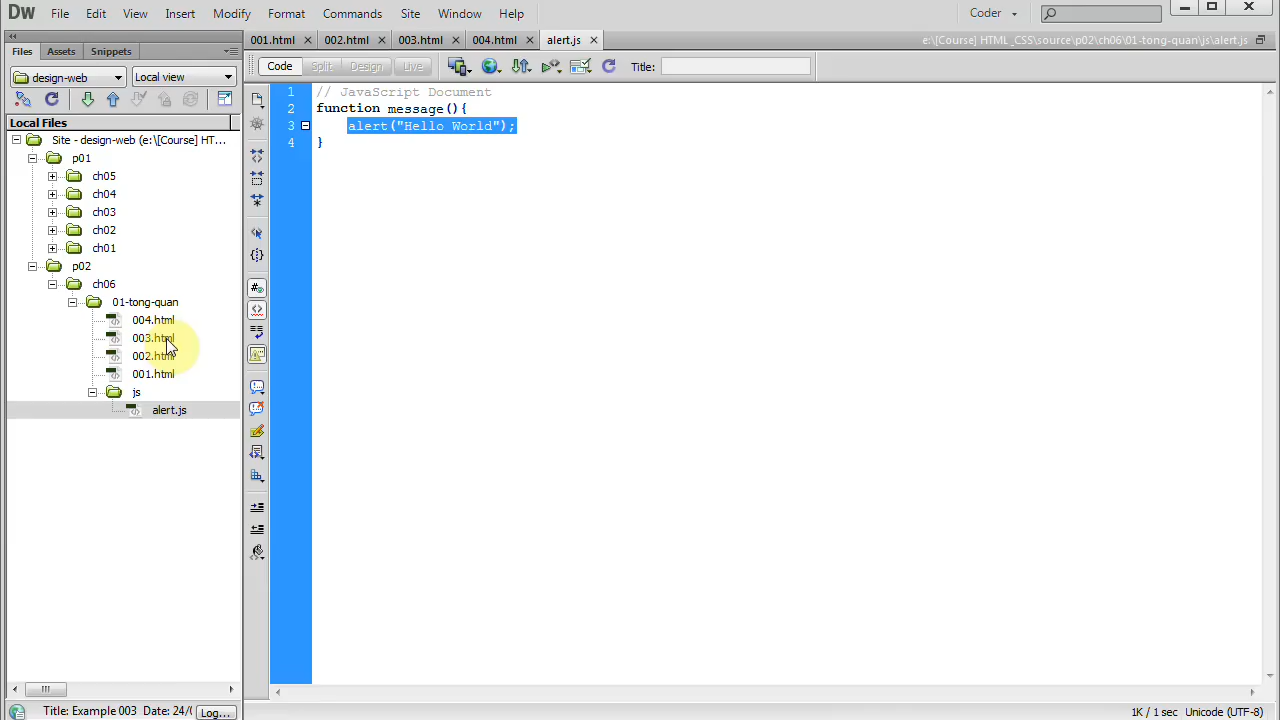 Dw File Edit View Insert Modify Format Commands Site Window Help Coder
Files Assets Snippets
001.html 002.html 003.html 004.html alert.js e:\[Course] HTML_CSS\source\p02\ch06\01-tong-quan\js\alert.js
design-web Local view
Code Split Design Live Title:
Local Files
Site - design-web (e:\[Course] HT...
p01
ch05
ch04
ch03
ch02
ch01
p02
ch06
01-tong-quan
004.html
003.html
002.html
001.html
js
alert.js
1 // JavaScript Document
2 function message(){
3 alert("Hello World");
4 }
Title: Example 003 Date: 24/0 Log...
1K / 1 sec Unicode (UTF-8)